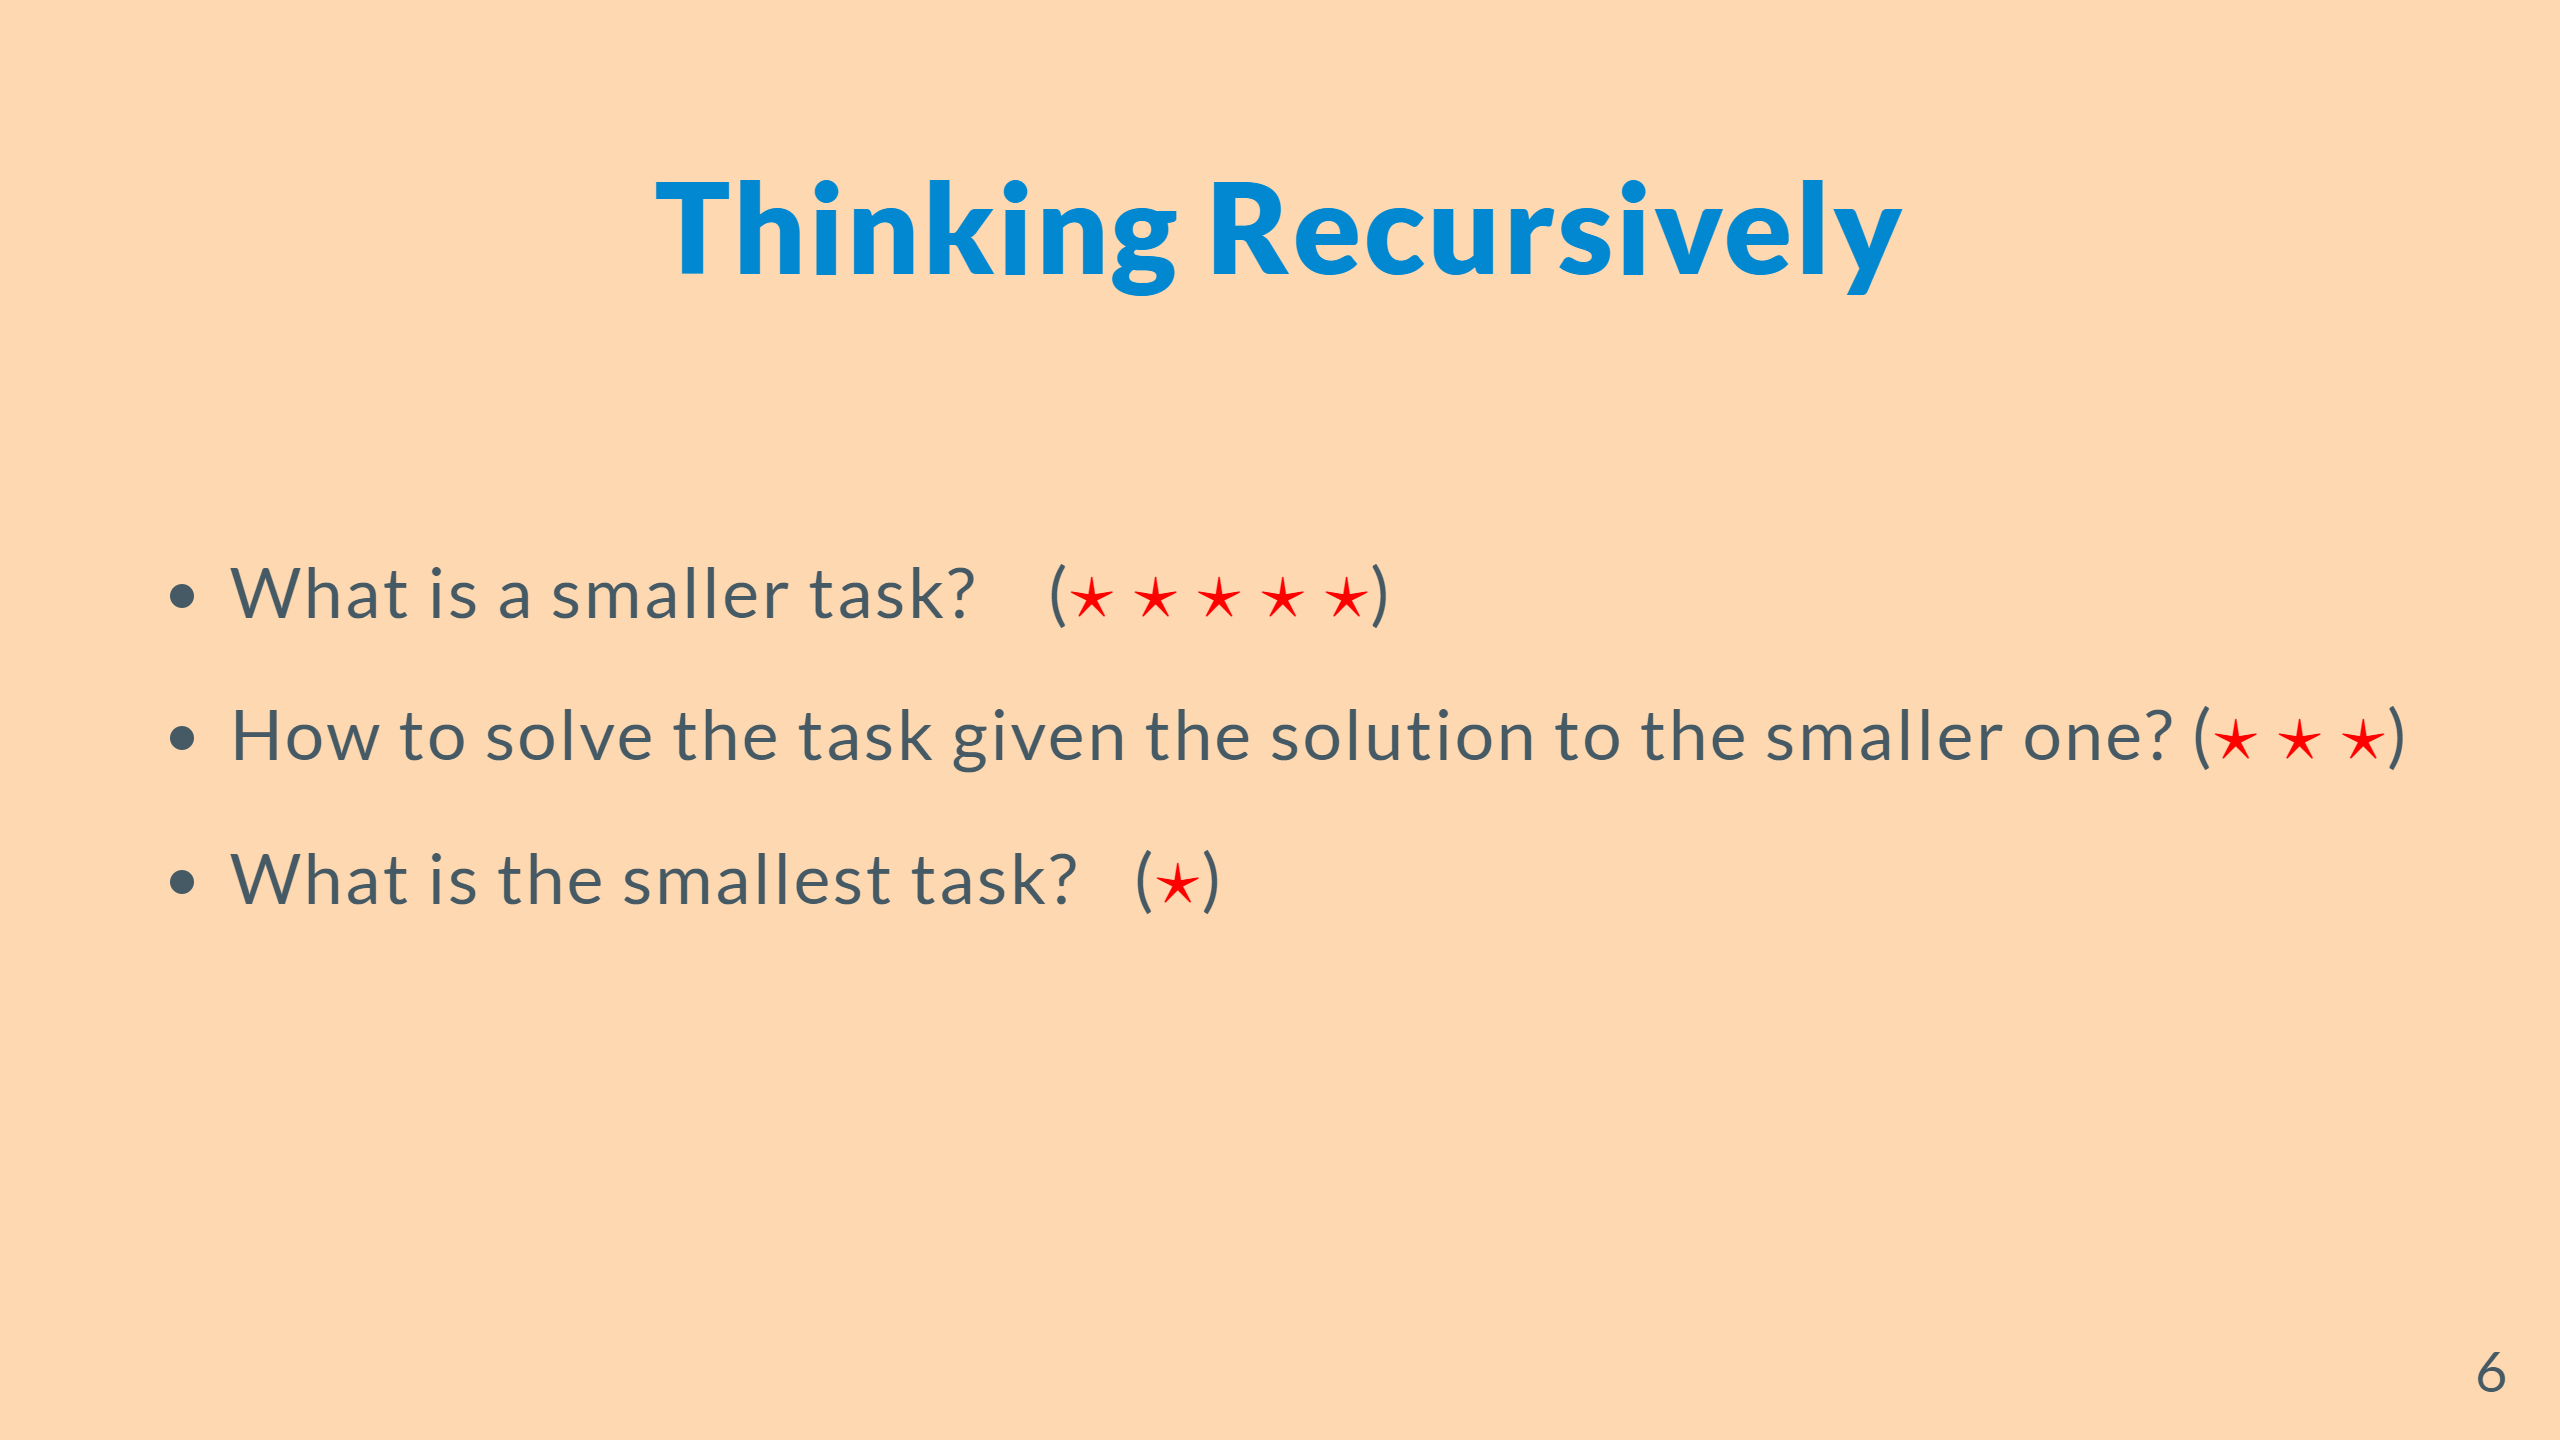 Thinking Recursively
• What is a smaller task? (★ ★ ★ ★ ★)
• How to solve the task given the solution to the smaller one? (★ ★ ★)
• What is the smallest task? (★)
6